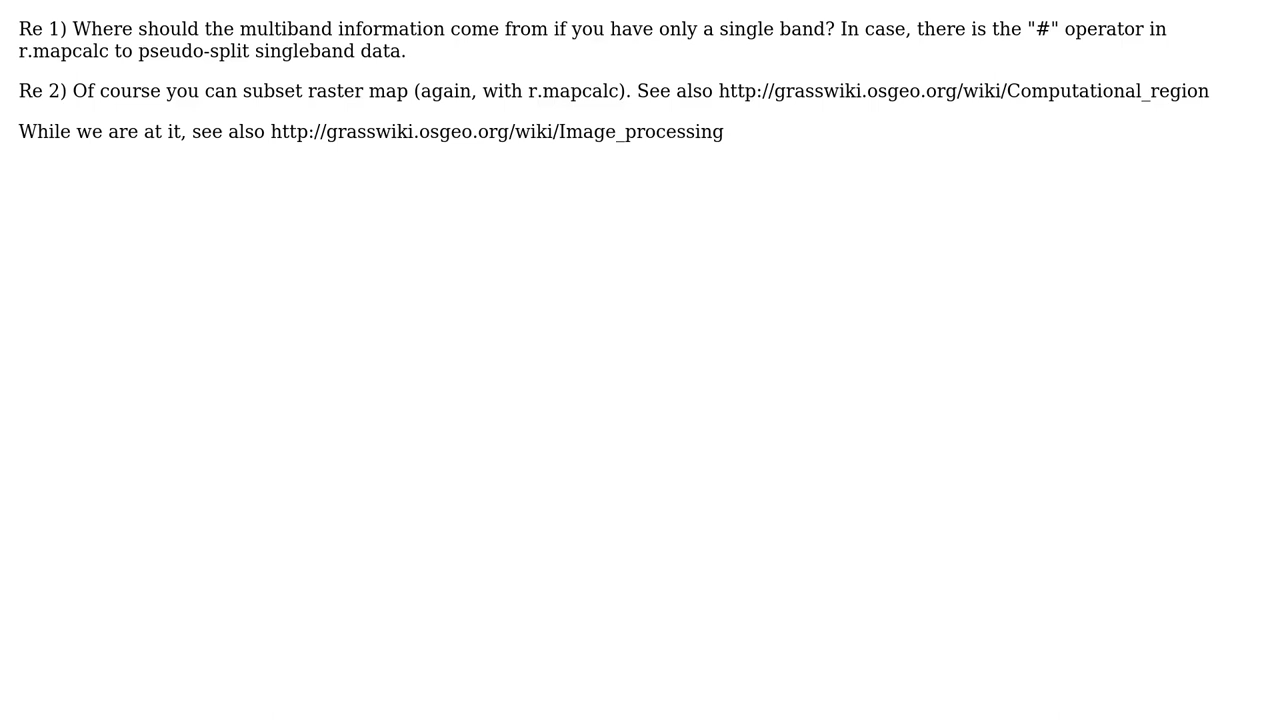 Re 1) Where should the multiband information come from if you have only a single band? In case, there is the "#" operator in
r.mapcalc to pseudo-split singleband data.
Re 2) Of course you can subset raster map (again, with r.mapcalc). See also http://grasswiki.osgeo.org/wiki/Computational_region
While we are at it, see also http://grasswiki.osgeo.org/wiki/Image_processing